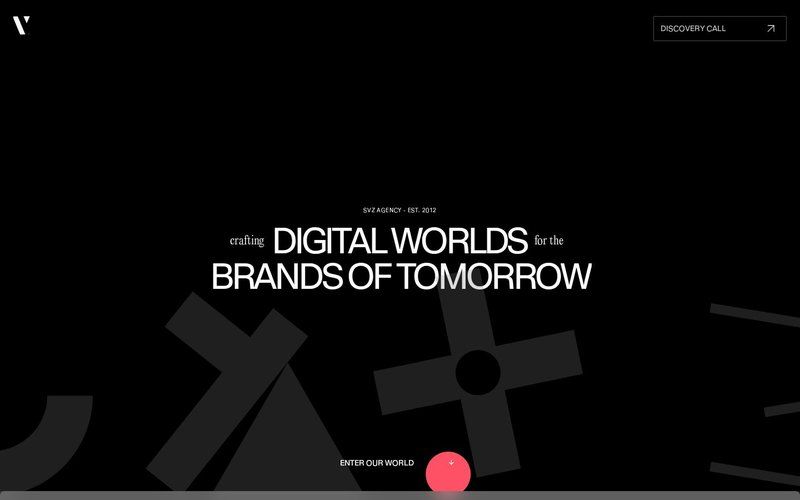 DISCOVERY CALL
SVZ AGENCY - EST. 2012
crafting DIGITAL WORLDS for the
BRANDS OF TOMORROW
ENTER OUR WORLD